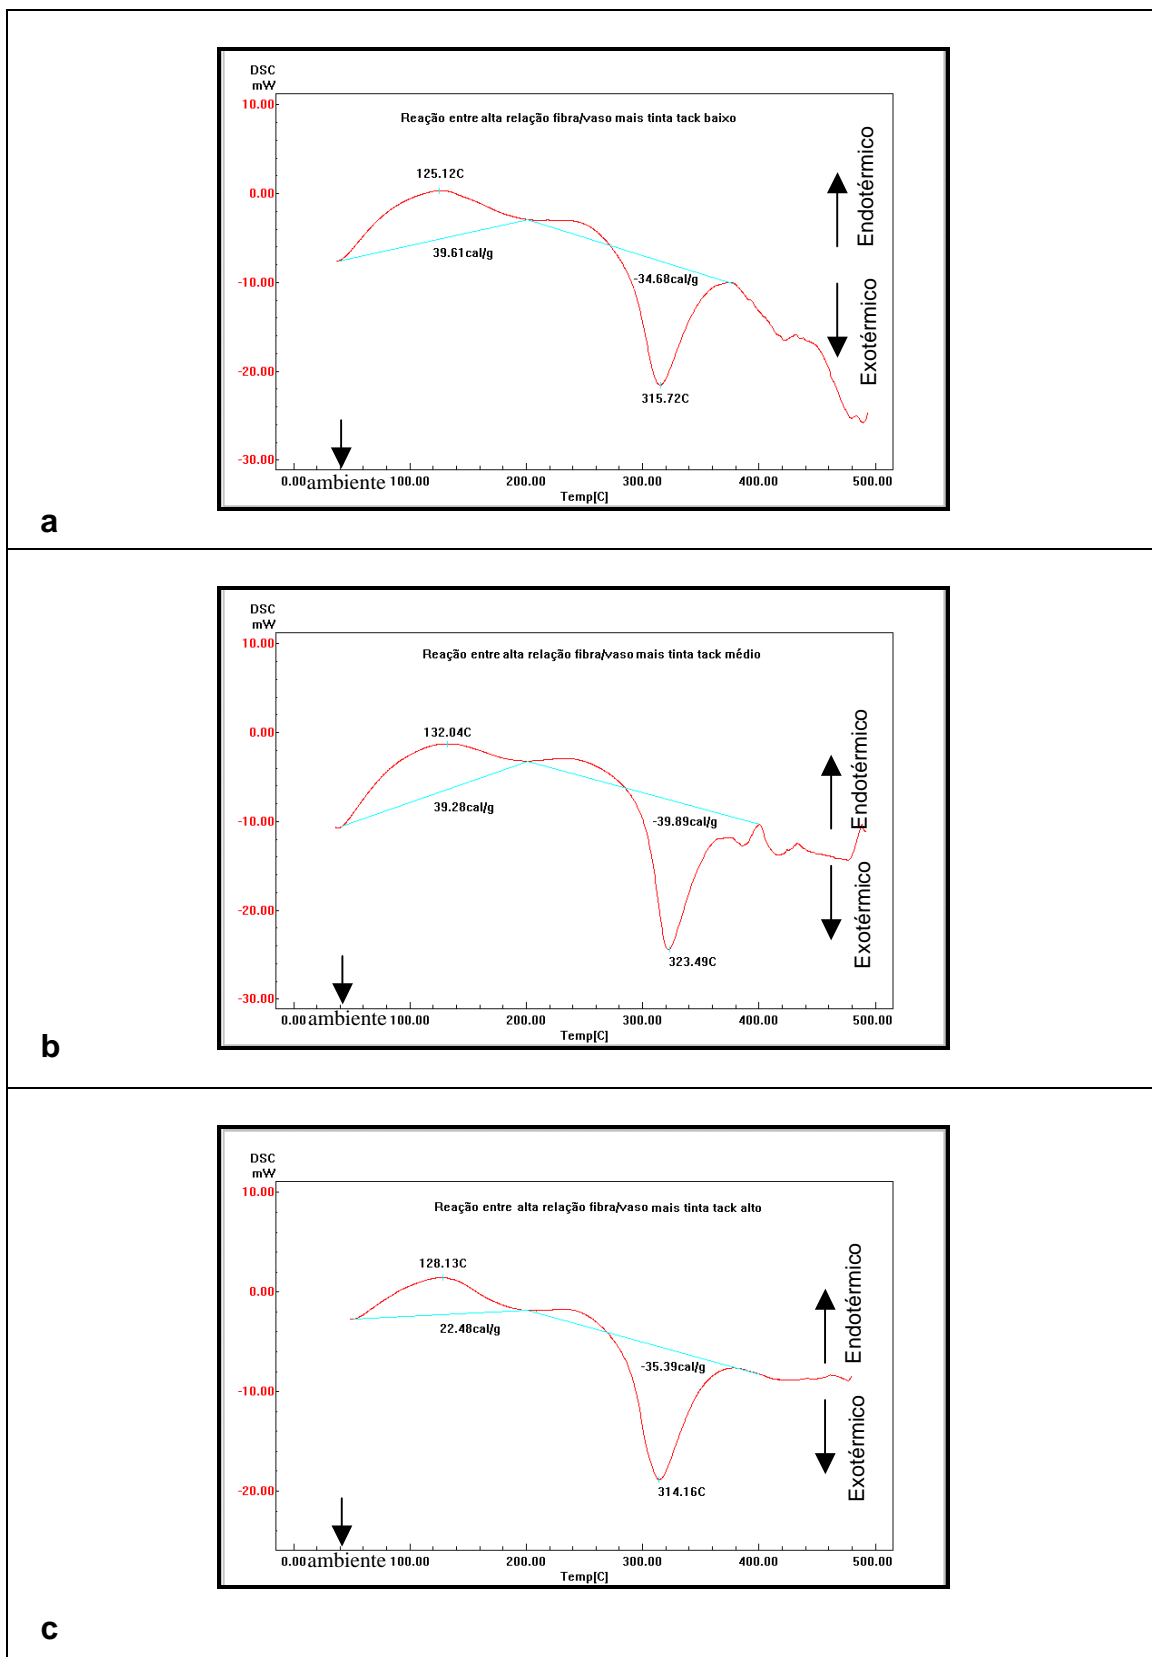 DSC
mW
10.00
Reação entre alta relação fibra/vaso mais tinta tack baixo
125.12C
0.00
39.61cal/g
-10.00
-34.68cal/g
-20.00
315.72C
-30.00
Endotérmico
Exotérmico
0.00 ambiente 100.00 200.00 300.00 400.00 500.00
Temp[C]
a
DSC
mW
10.00
Reação entre alta relação fibra/vaso mais tinta tack médio
132.04C
0.00
39.28cal/g
-10.00
-39.89cal/g
-20.00
323.49C
-30.00
Endotérmico
Exotérmico
0.00 ambiente 100.00 200.00 300.00 400.00 500.00
Temp[C]
b
DSC
mW
10.00
Reação entre alta relação fibra/vaso mais tinta tack alto
128.13C
0.00
22.48cal/g
-35.39cal/g
-10.00
314.16C
-20.00
Endotérmico
Exotérmico
0.00 ambiente 100.00 200.00 300.00 400.00 500.00
Temp[C]
c